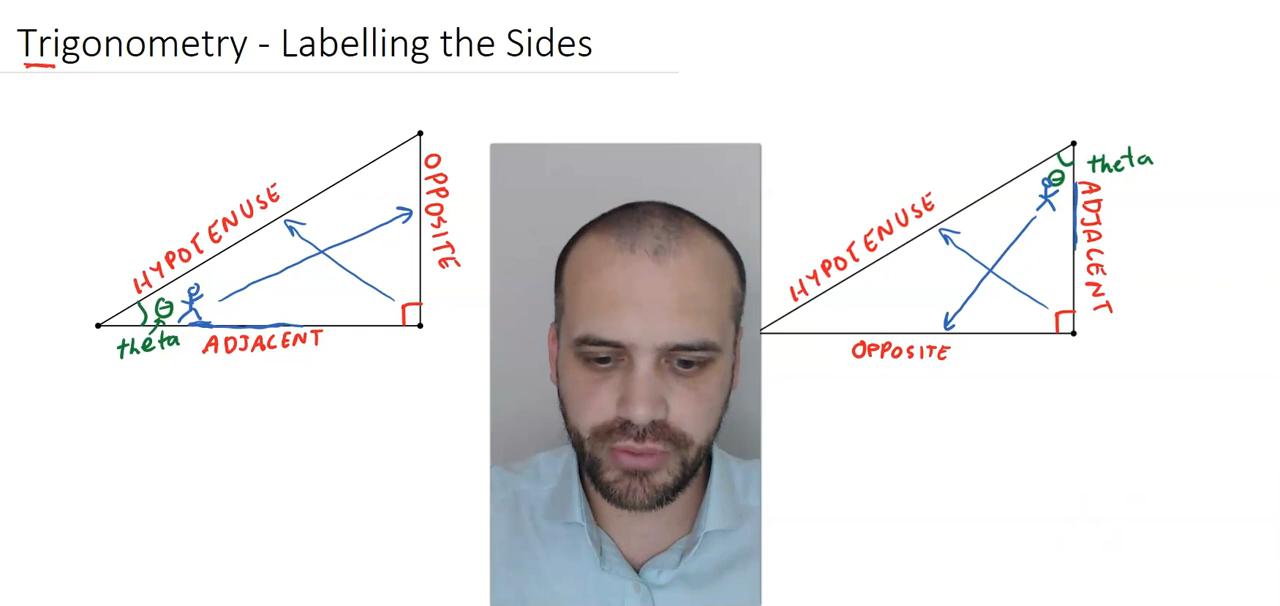 Trigonometry - Labelling the Sides
HYPOTENUSE
OPPOSITE
θ
theta
ADJACENT
HYPOTENUSE
theta
θ
ADJACENT
OPPOSITE